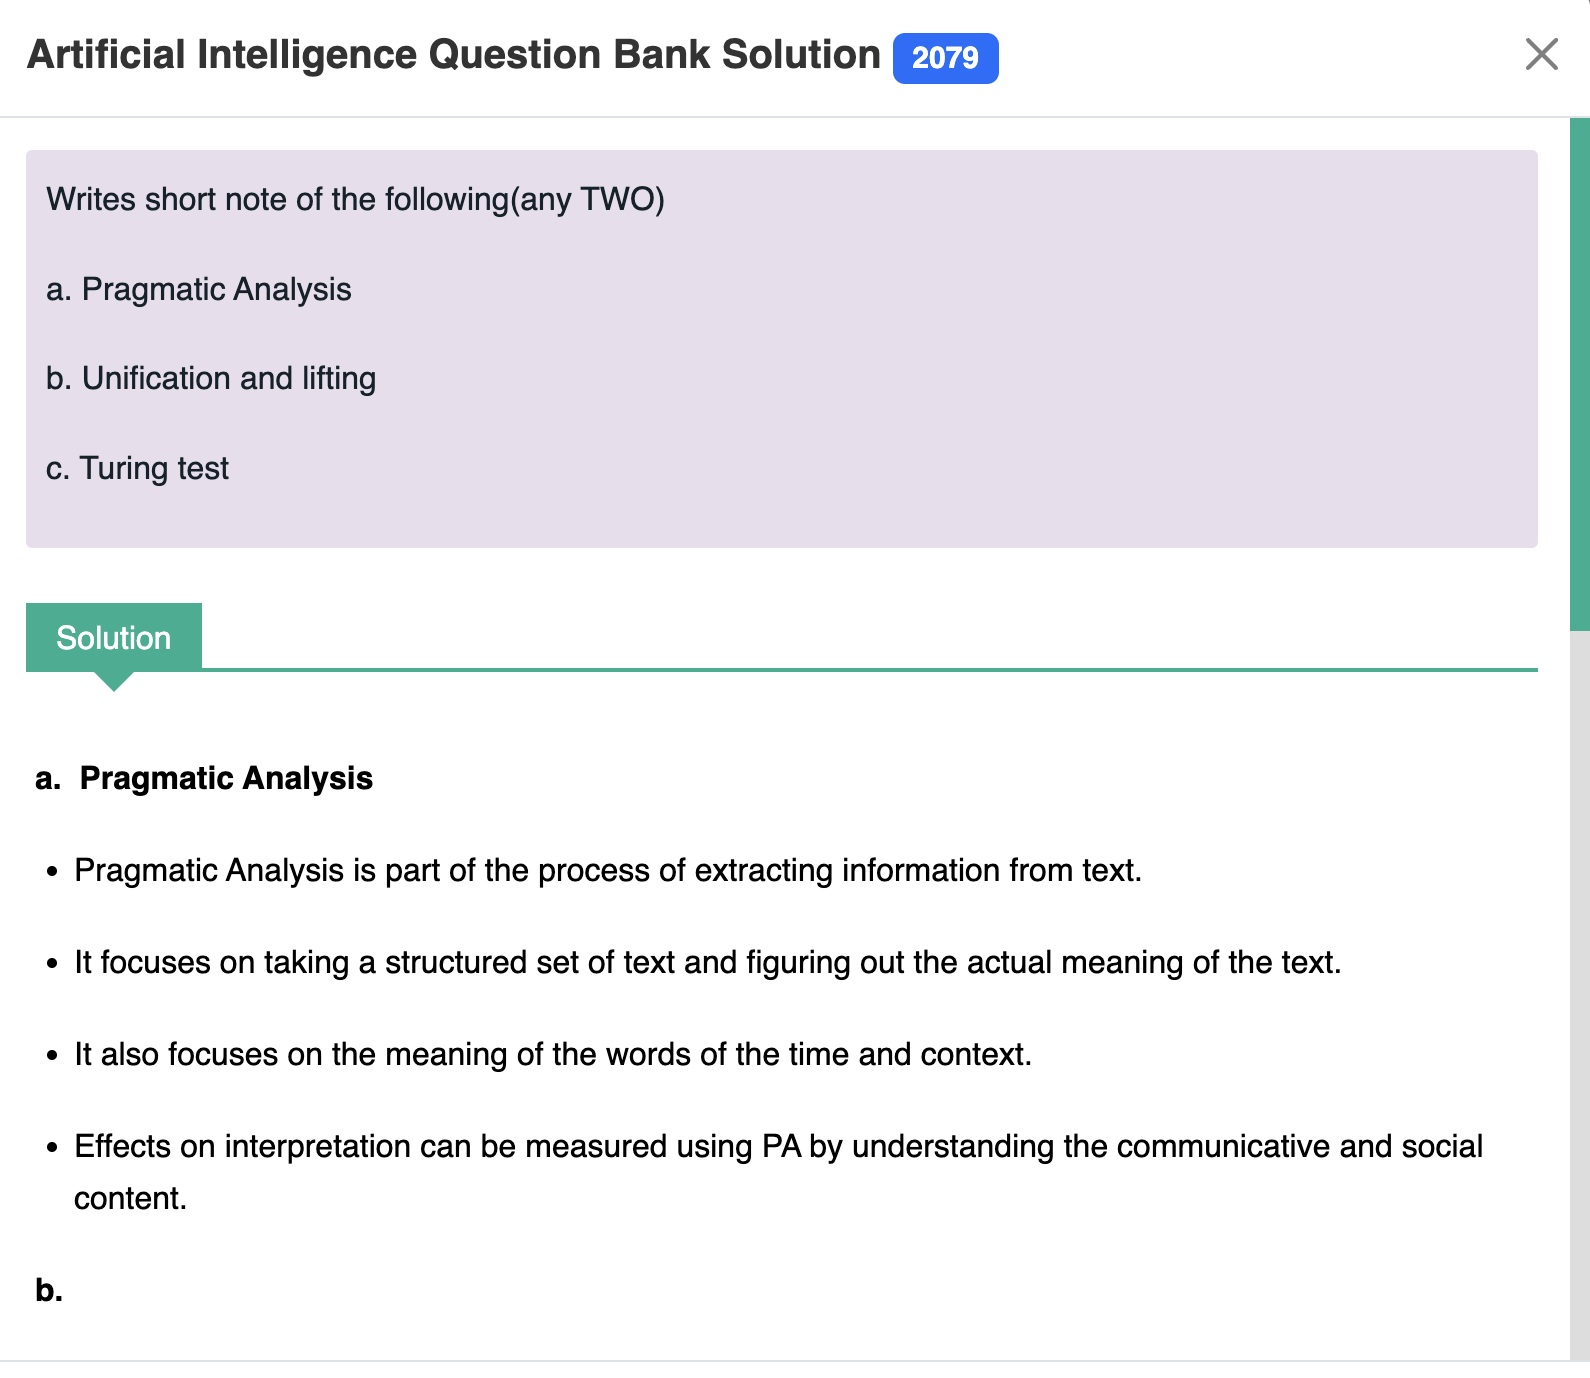 Artificial Intelligence Question Bank Solution 2079
Writes short note of the following(any TWO)
a. Pragmatic Analysis
b. Unification and lifting
c. Turing test
Solution
a. Pragmatic Analysis
• Pragmatic Analysis is part of the process of extracting information from text.
• It focuses on taking a structured set of text and figuring out the actual meaning of the text.
• It also focuses on the meaning of the words of the time and context.
• Effects on interpretation can be measured using PA by understanding the communicative and social
content.
b.